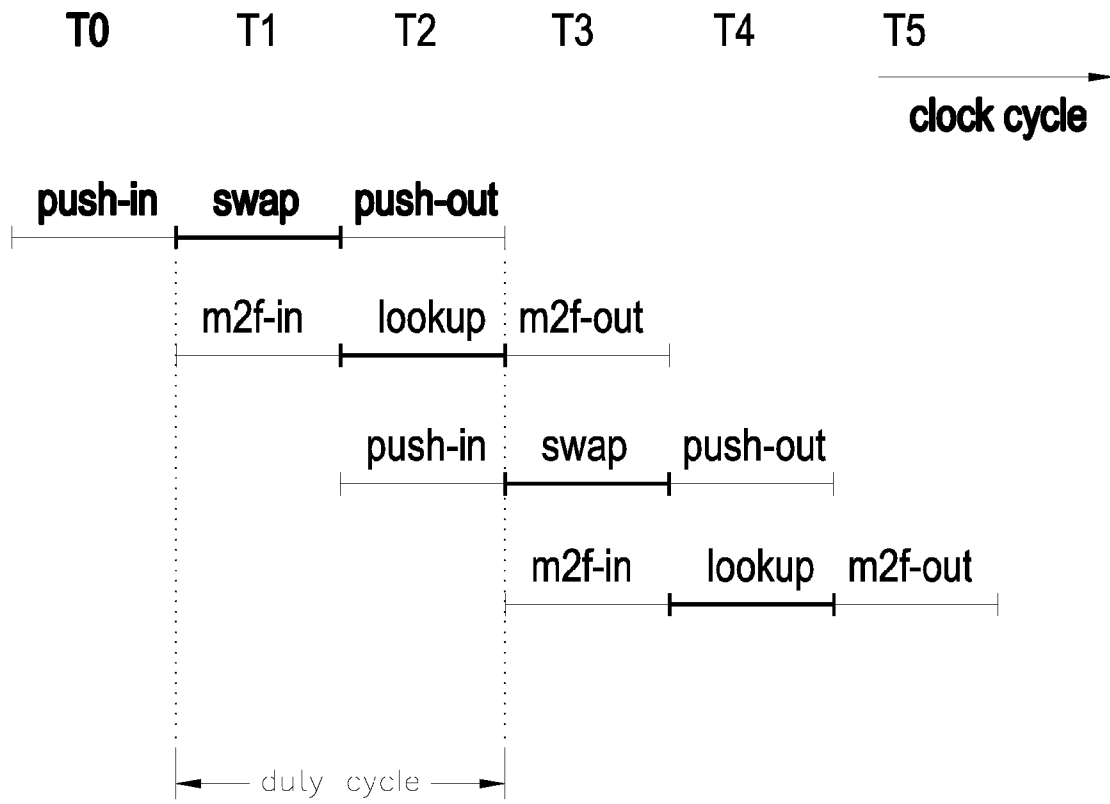 T0 T1 T2 T3 T4 T5
clock cycle
push-in swap push-out
m2f-in lookup m2f-out
push-in swap push-out
m2f-in lookup m2f-out
duly cycle